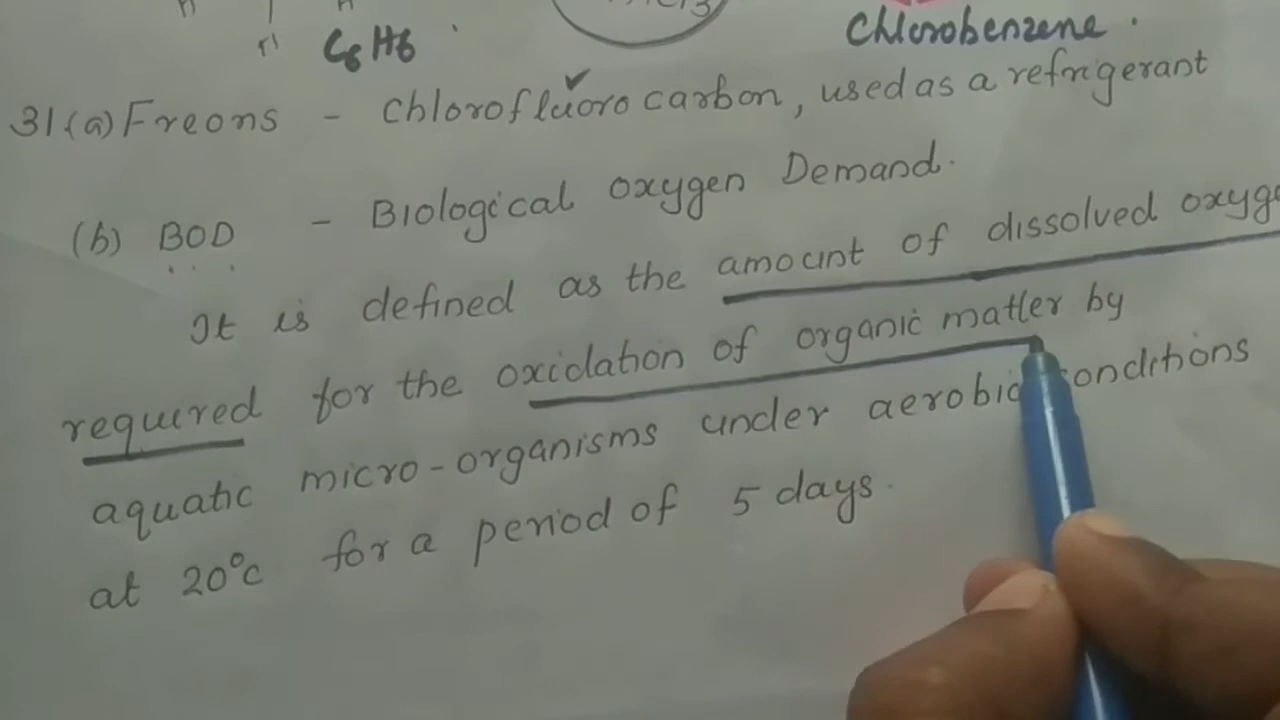 C6H6
Chlorobenzene.
31.(a) Freons - Chlorofluoro carbon, used as a refrigerant
(b) BOD - Biological oxygen Demand.
It is defined as the amount of dissolved oxyge
required for the oxidation of organic matter by
aquatic micro-organisms under aerobic conditions
at 20°c for a period of 5 days.